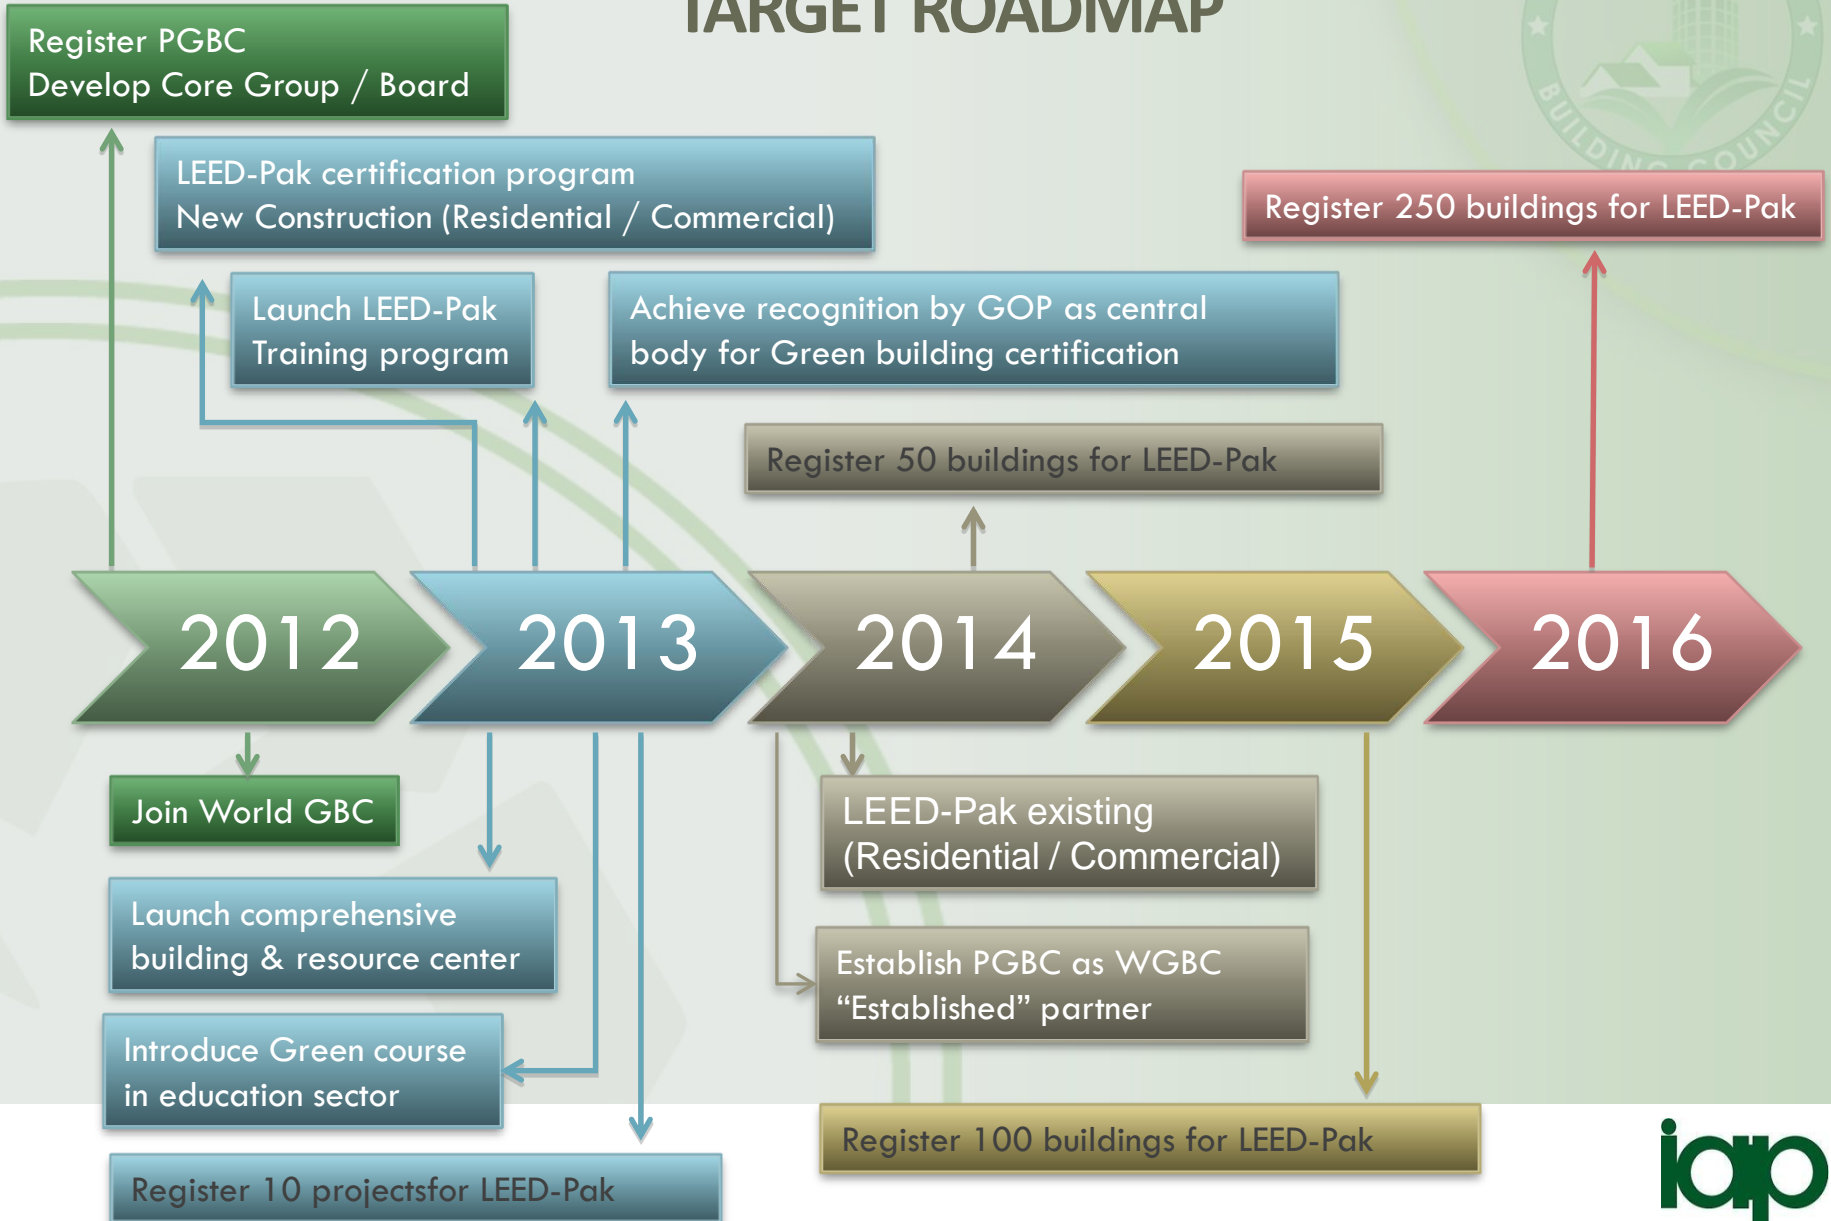 TARGET ROADMAP
Register PGBC
Develop Core Group / Board
BUILDING COUNCIL
LEED-Pak certification program
New Construction (Residential / Commercial)
Register 250 buildings for LEED-Pak
Launch LEED-Pak
Training program
Achieve recognition by GOP as central
body for Green building certification
Register 50 buildings for LEED-Pak
2012
2013
2014
2015
2016
Join World GBC
LEED-Pak existing
(Residential / Commercial)
Launch comprehensive
building & resource center
Establish PGBC as WGBC
“Established” partner
Introduce Green course
in education sector
Register 100 buildings for LEED-Pak
Register 10 projectsfor LEED-Pak
iap